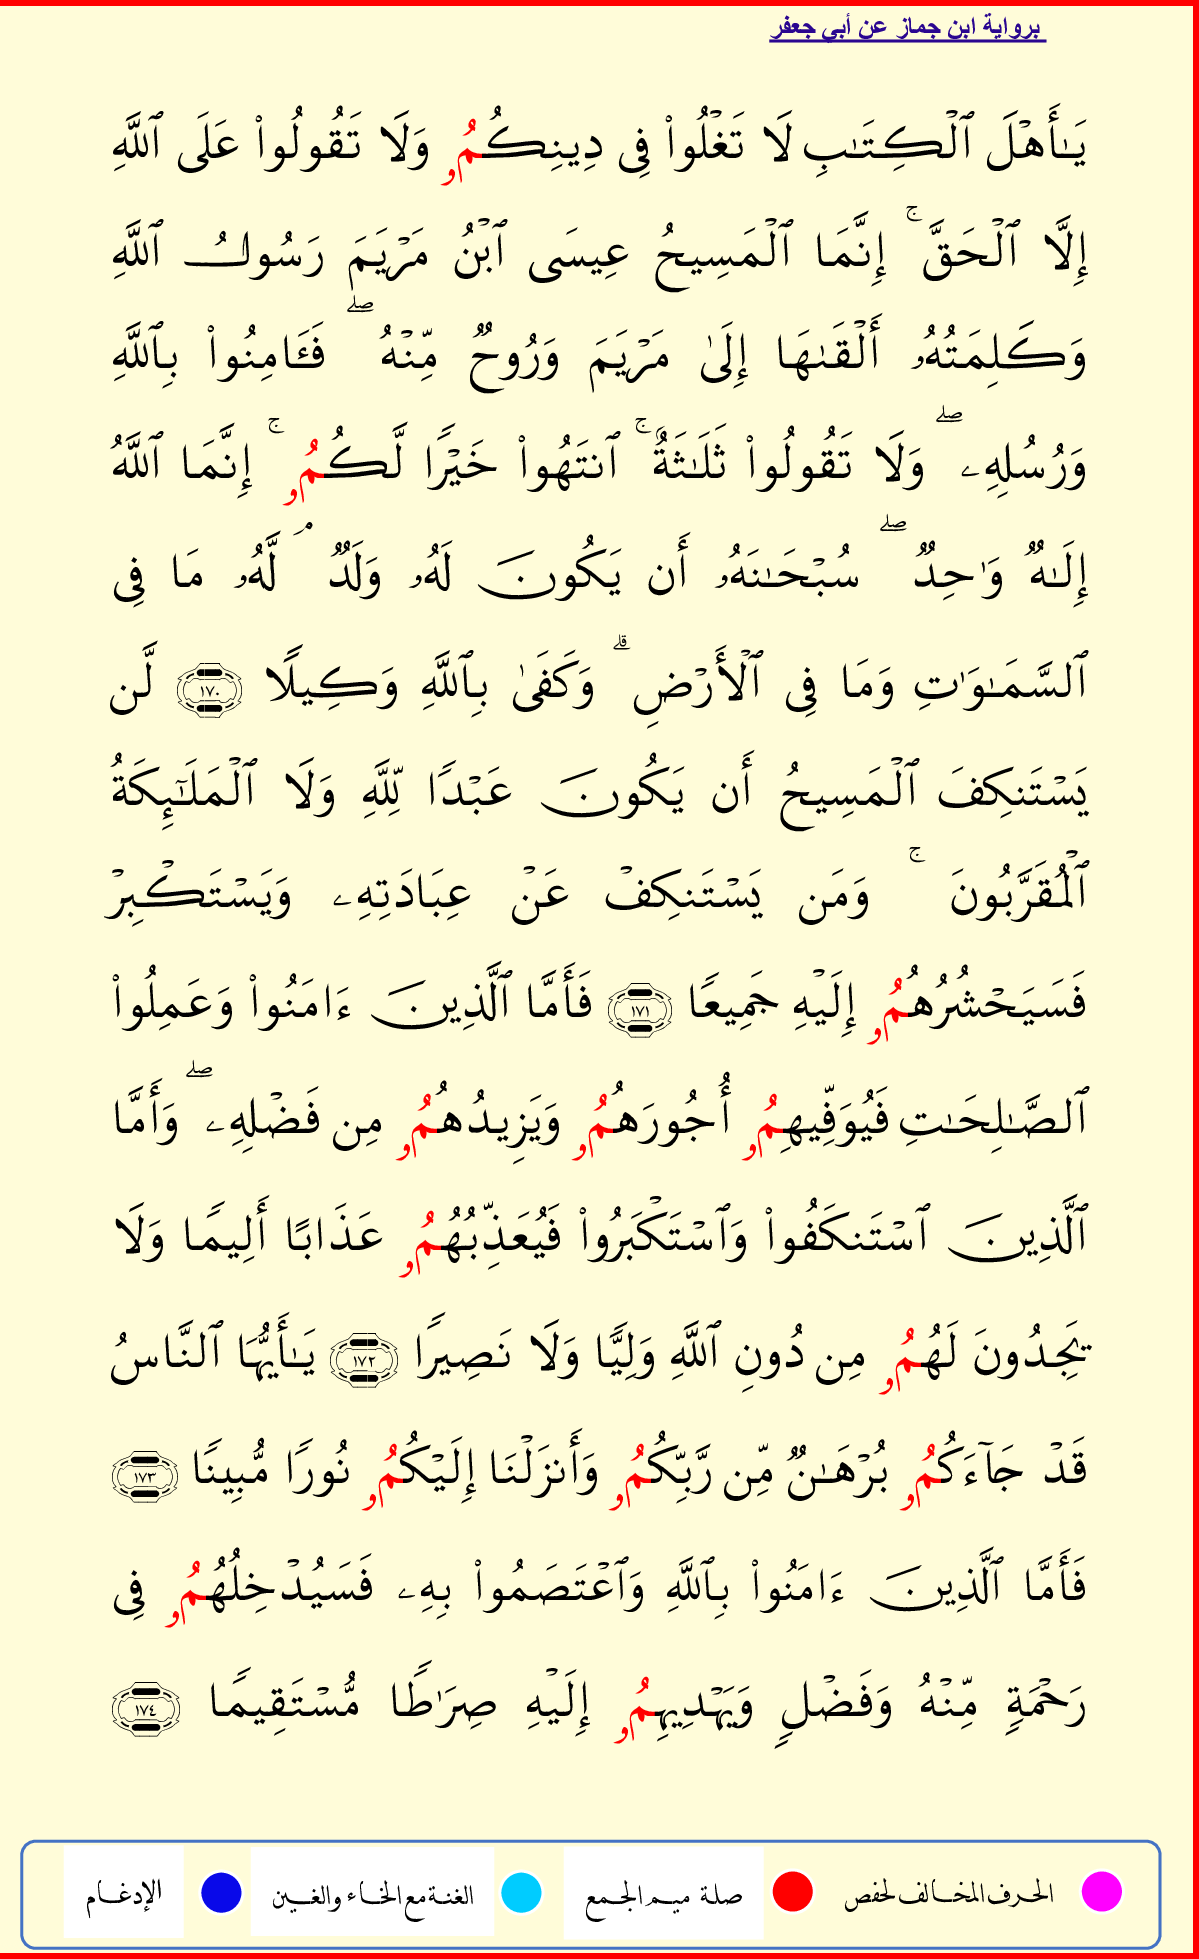 برواية ابن جماز عن أبي جعفر
يَـٰٓأَهۡلَ ٱلۡكِتَـٰبِ لَا تَغۡلُوا۟ فِى دِينِكُمُۥ وَلَا تَقُولُوا۟ عَلَى ٱللَّهِ
إِلَّا ٱلۡحَقَّ ۚ إِنَّمَا ٱلۡمَسِيحُ عِيسَى ٱبۡنُ مَرۡيَمَ رَسُولُ ٱللَّهِ
وَكَلِمَتُهُۥ أَلۡقَىٰهَا إِلَىٰ مَرۡيَمَ وَرُوحٌ مِّنۡهُ ۖ فَـَٔامِنُوا۟ بِٱللَّهِ
وَرُسُلِهِۦ ۖ وَلَا تَقُولُوا۟ ثَلَـٰثَةٌ ۚ ٱنتَهُوا۟ خَيۡرًا لَّكُمُۥ ۚ إِنَّمَا ٱللَّهُ
إِلَـٰهٌ وَٰحِدٌ ۖ سُبۡحَـٰنَهُۥ أَن يَكُونَ لَهُۥ وَلَدٌ ۘ لَّهُۥ مَا فِى
ٱلسَّمَـٰوَٰتِ وَمَا فِى ٱلۡأَرۡضِ ۗ وَكَفَىٰ بِٱللَّهِ وَكِيلًا ١٧٠ لَّن
يَسۡتَنكِفَ ٱلۡمَسِيحُ أَن يَكُونَ عَبۡدًا لِّلَّهِ وَلَا ٱلۡمَلَـٰٓئِكَةُ
ٱلۡمُقَرَّبُونَ ۚ وَمَن يَسۡتَنكِفۡ عَنۡ عِبَادَتِهِۦ وَيَسۡتَكۡبِرۡ
فَسَيَحۡشُرُهُمُۥ إِلَيۡهِ جَمِيعًا ١٧١ فَأَمَّا ٱلَّذِينَ ءَامَنُوا۟ وَعَمِلُوا۟
ٱلصَّـٰلِحَـٰتِ فَيُوَفِّيهِمُۥ أُجُورَهُمُۥ وَيَزِيدُهُمُۥ مِن فَضۡلِهِۦ ۖ وَأَمَّا
ٱلَّذِينَ ٱسۡتَنكَفُوا۟ وَٱسۡتَكۡبَرُوا۟ فَيُعَذِّبُهُمُۥ عَذَابًا أَلِيمًا وَلَا
يَجِدُونَ لَهُمُۥ مِن دُونِ ٱللَّهِ وَلِيًّا وَلَا نَصِيرًا ١٧٢ يَـٰٓأَيُّهَا ٱلنَّاسُ
قَدۡ جَآءَكُمُۥ بُرۡهَـٰنٌ مِّن رَّبِّكُمُۥ وَأَنزَلۡنَا إِلَيۡكُمُۥ نُورًا مُّبِينًا ١٧٣
فَأَمَّا ٱلَّذِينَ ءَامَنُوا۟ بِٱللَّهِ وَٱعۡتَصَمُوا۟ بِهِۦ فَسَيُدۡخِلُهُمُۥ فِى
رَحۡمَةٍ مِّنۡهُ وَفَضۡلٍ وَيَهۡدِيهِمُۥ إِلَيۡهِ صِرَٰطًا مُّسۡتَقِيمًا ١٧٤
الحرف المخالف لحفص صلة ميم الجمع الغنة مع الخاء والغين الإدغام